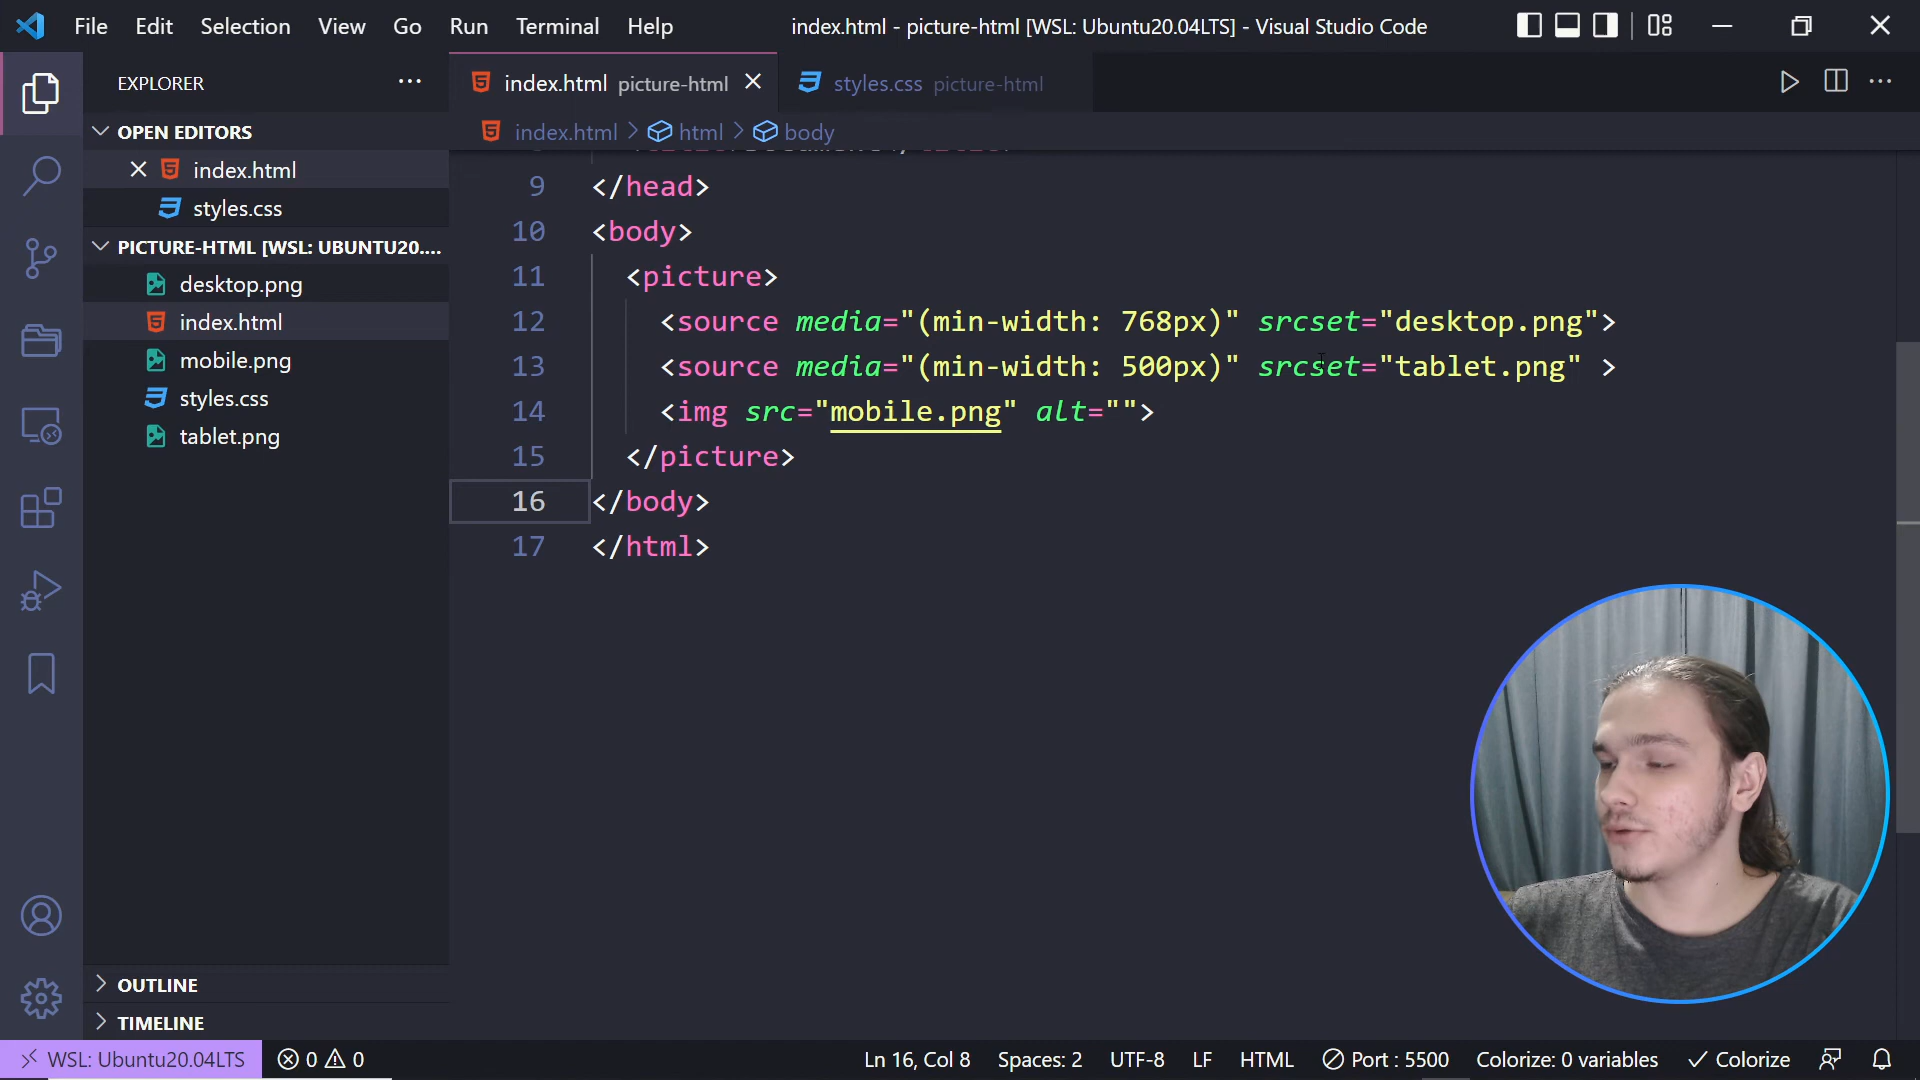 File Edit Selection View Go Run Terminal Help index.html - picture-html [WSL: Ubuntu20.04LTS] - Visual Studio Code
EXPLORER
index.html picture-html styles.css picture-html
index.html > html > body
OPEN EDITORS
index.html
styles.css
PICTURE-HTML [WSL: UBUNTU20....
desktop.png
index.html
mobile.png
styles.css
tablet.png
OUTLINE
TIMELINE
9 </head>
10 <body>
11 <picture>
12 <source media="(min-width: 768px)" srcset="desktop.png">
13 <source media="(min-width: 500px)" srcset="tablet.png" >
14 <img src="mobile.png" alt="">
15 </picture>
16 </body>
17 </html>
WSL: Ubuntu20.04LTS 0 0 Ln 16, Col 8 Spaces: 2 UTF-8 LF HTML Port : 5500 Colorize: 0 variables Colorize